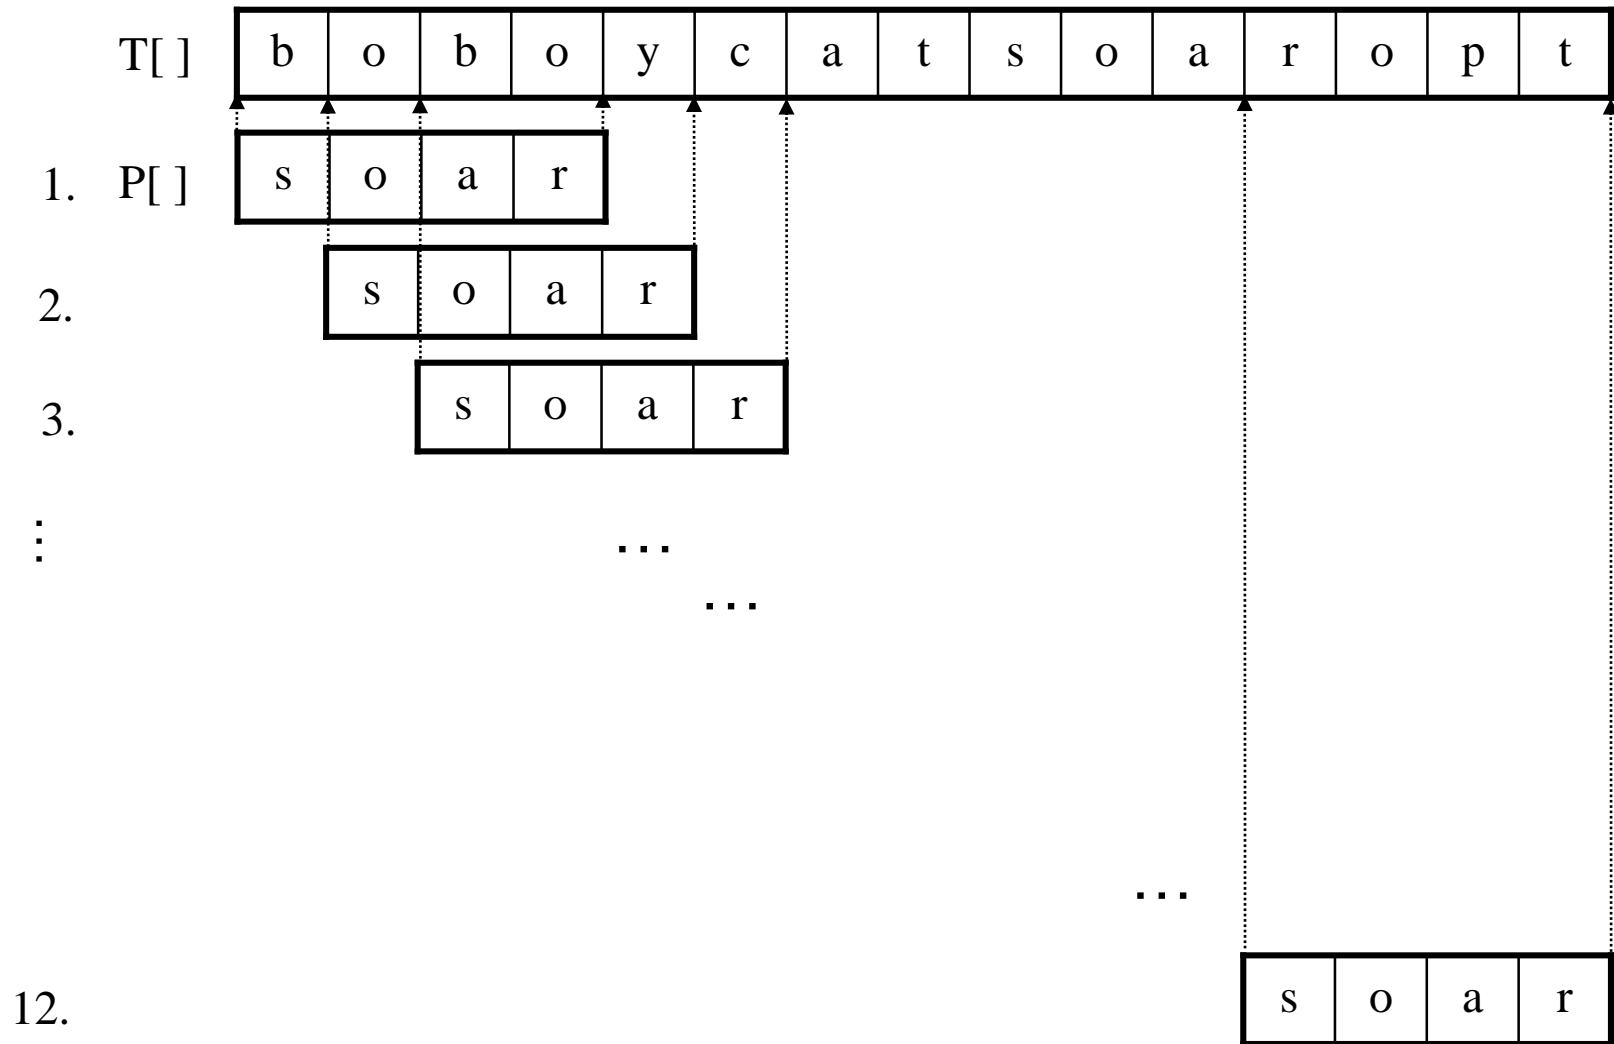 T[ ] b o b o y c a t s o a r o p t
1. P[ ] s o a r
2. s o a r
3. s o a r
⋮ ...
...
...
12. s o a r